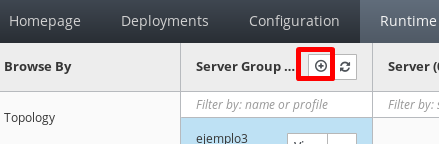 Homepage Deployments Configuration Runtime
Browse By Server Group ... Server (
Filter by: name or profile Filter by: s
Topology
ejemplo3